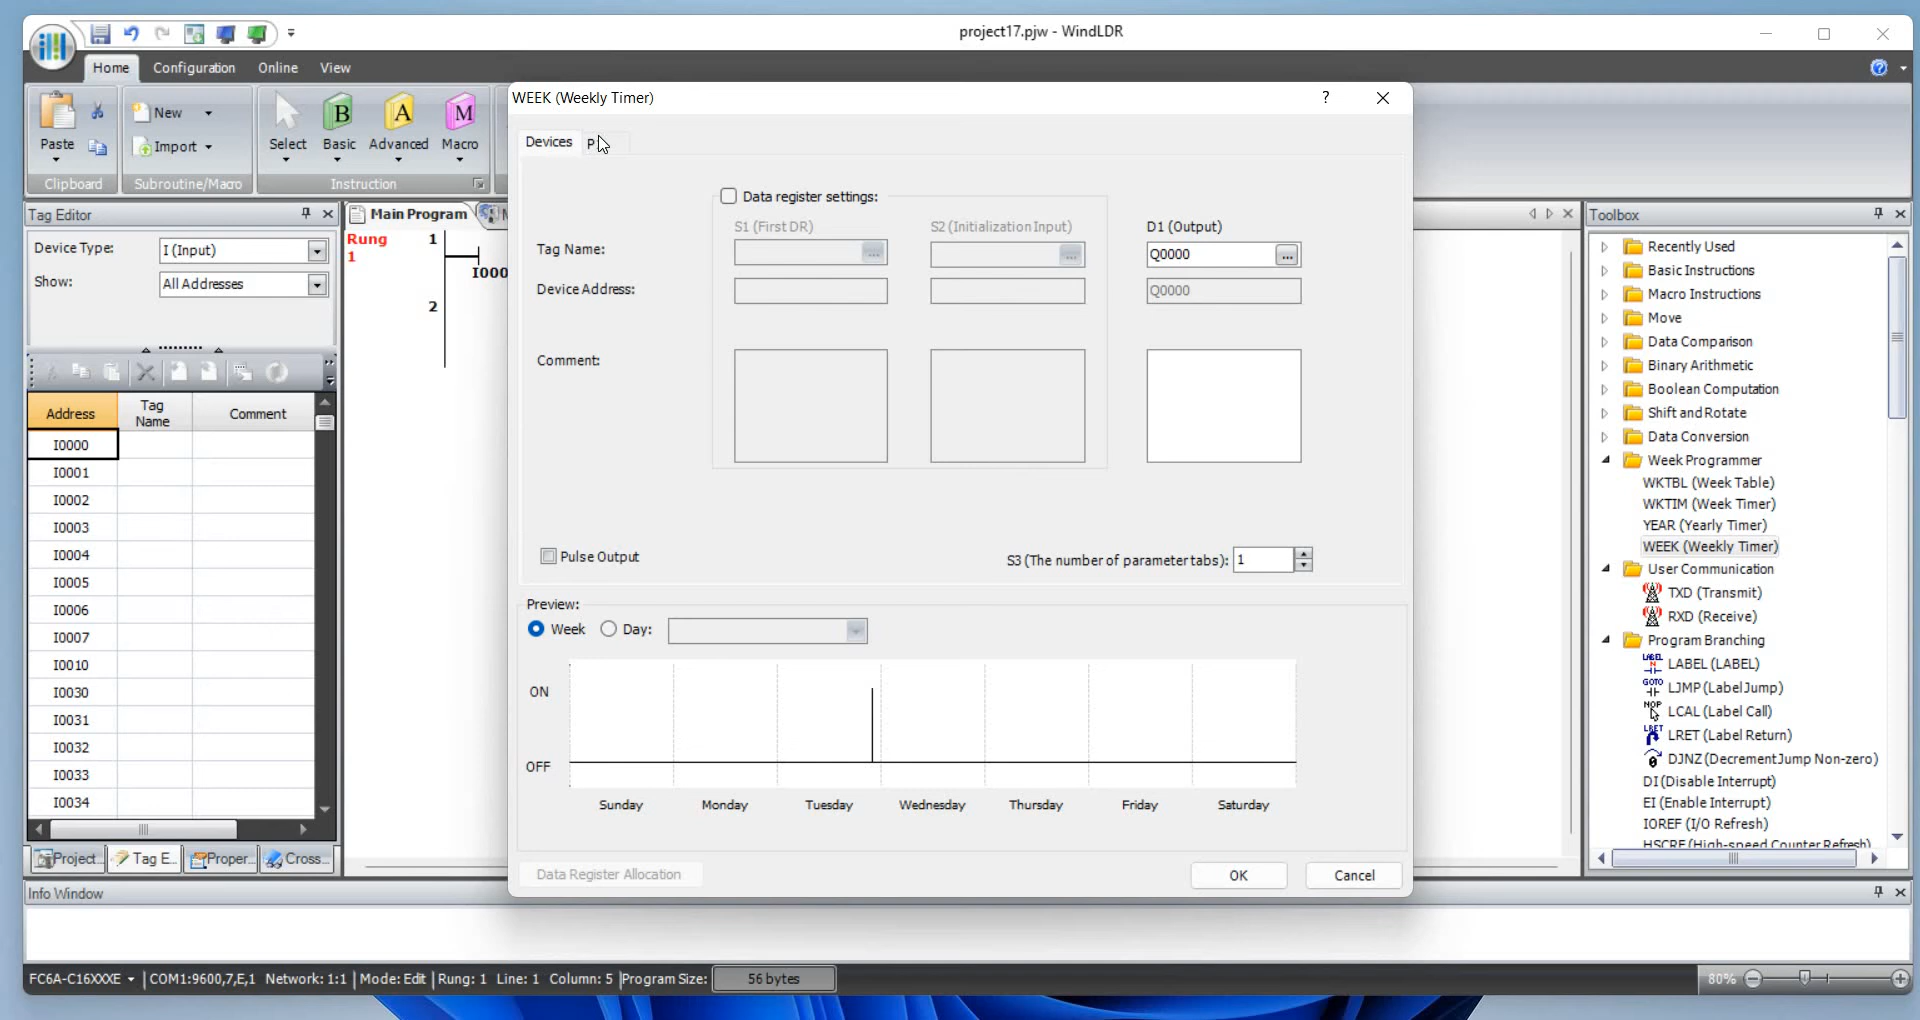 project17.pjw - WindLDR
Home
Configuration
Online
View
Paste
New
Import
Clipboard
Subroutine/Macro
B
A
M
Select
Basic
Advanced
Macro
Instruction
WEEK (Weekly Timer)
?
Devices
P
Data register settings:
S1 (First DR)
S2 (Initialization Input)
D1 (Output)
Tag Name:
...
...
Q0000
...
Device Address:
Q0000
Comment:
Pulse Output
S3 (The number of parameter tabs):
1
Preview:
Week
Day:
ON
OFF
Sunday
Monday
Tuesday
Wednesday
Thursday
Friday
Saturday
Data Register Allocation
OK
Cancel
Tag Editor
Device Type:
I (Input)
Show:
All Addresses
Address
Tag Name
Comment
I0000
I0001
I0002
I0003
I0004
I0005
I0006
I0007
I0010
I0030
I0031
I0032
I0033
I0034
Project...
Tag E...
Proper...
Cross...
Main Program
Rung 1
1
2
I000
Toolbox
Recently Used
Basic Instructions
Macro Instructions
Move
Data Comparison
Binary Arithmetic
Boolean Computation
Shift and Rotate
Data Conversion
Week Programmer
WKTBL (Week Table)
WKTIM (Week Timer)
YEAR (Yearly Timer)
WEEK (Weekly Timer)
User Communication
TXD (Transmit)
RXD (Receive)
Program Branching
LABEL (LABEL)
LJMP (Label Jump)
LCAL (Label Call)
LRET (Label Return)
DJNZ (Decrement Jump Non-zero)
DI (Disable Interrupt)
EI (Enable Interrupt)
IOREF (I/O Refresh)
HSCRF (High-speed Counter Refresh)
Info Window
FC6A-C16XXXE
COM1:9600,7,E,1 Network: 1:1 Mode: Edit Rung: 1 Line: 1 Column: 5 Program Size: 56 bytes
80%